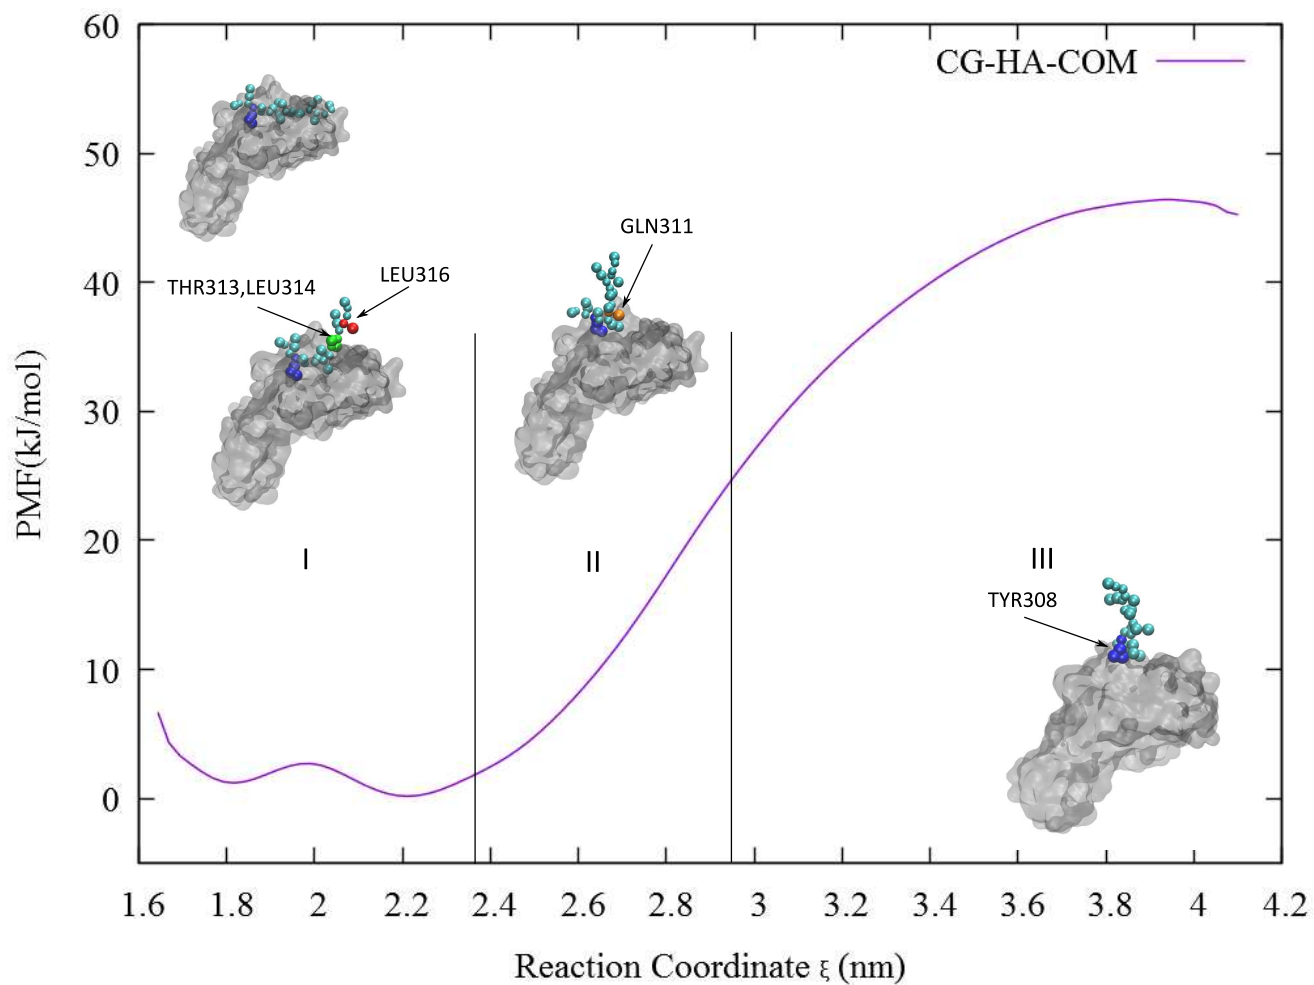 60
CG-HA-COM
50
GLN311
THR313,LEU314
LEU316
40
PMF(kJ/mol)
30
20
I
II
III
TYR308
10
0
1.6 1.8 2 2.2 2.4 2.6 2.8 3 3.2 3.4 3.6 3.8 4 4.2
Reaction Coordinate ξ (nm)